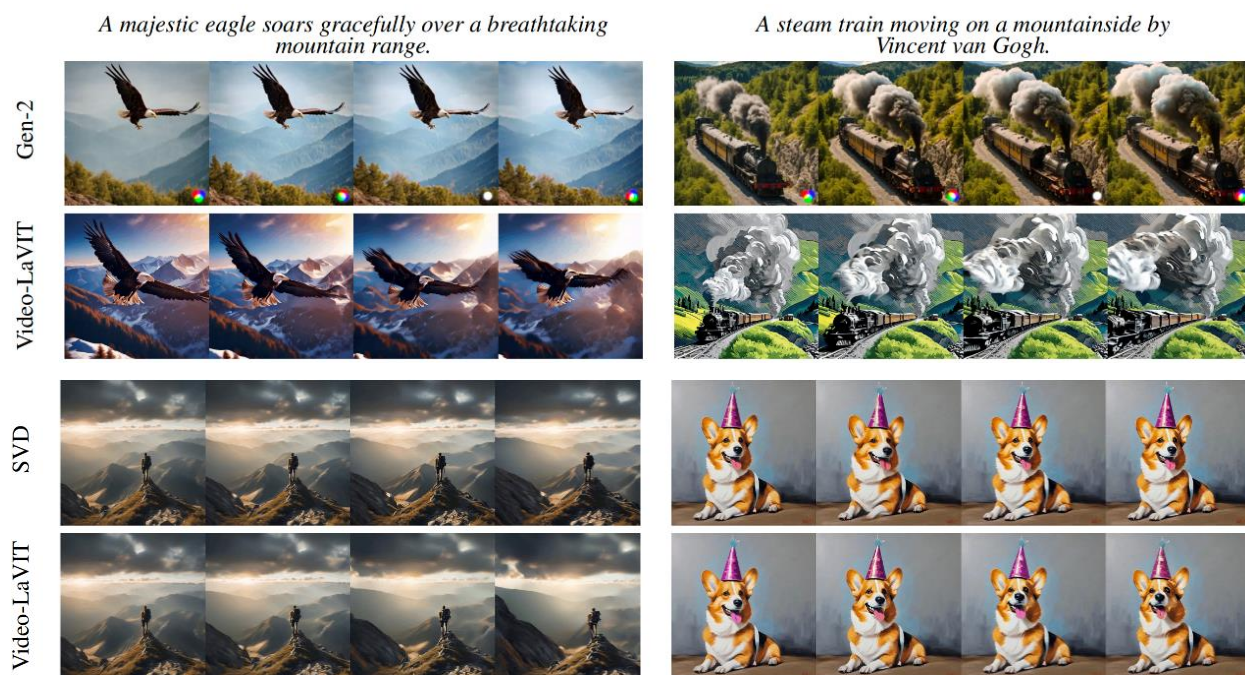 A majestic eagle soars gracefully over a breathtaking
mountain range.
A steam train moving on a mountainside by
Vincent van Gogh.
Gen-2
Video-LaVIT
SVD
Video-LaVIT